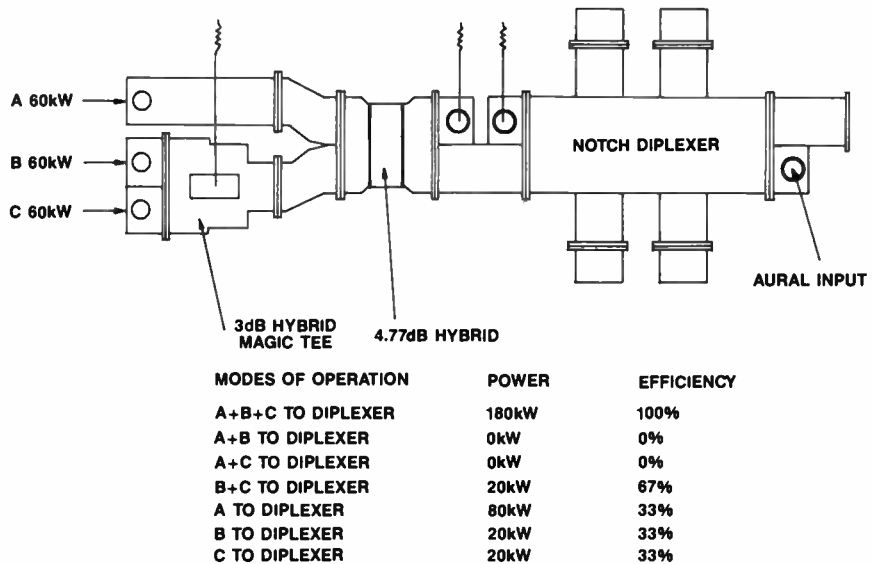 A 60kW
B 60kW
C 60kW
NOTCH DIPLEXER
AURAL INPUT
3dB HYBRID
MAGIC TEE
4.77dB HYBRID
MODES OF OPERATION POWER EFFICIENCY
A+B+C TO DIPLEXER 180kW 100%
A+B TO DIPLEXER 0kW 0%
A+C TO DIPLEXER 0kW 0%
B+C TO DIPLEXER 20kW 67%
A TO DIPLEXER 80kW 33%
B TO DIPLEXER 20kW 33%
C TO DIPLEXER 20kW 33%